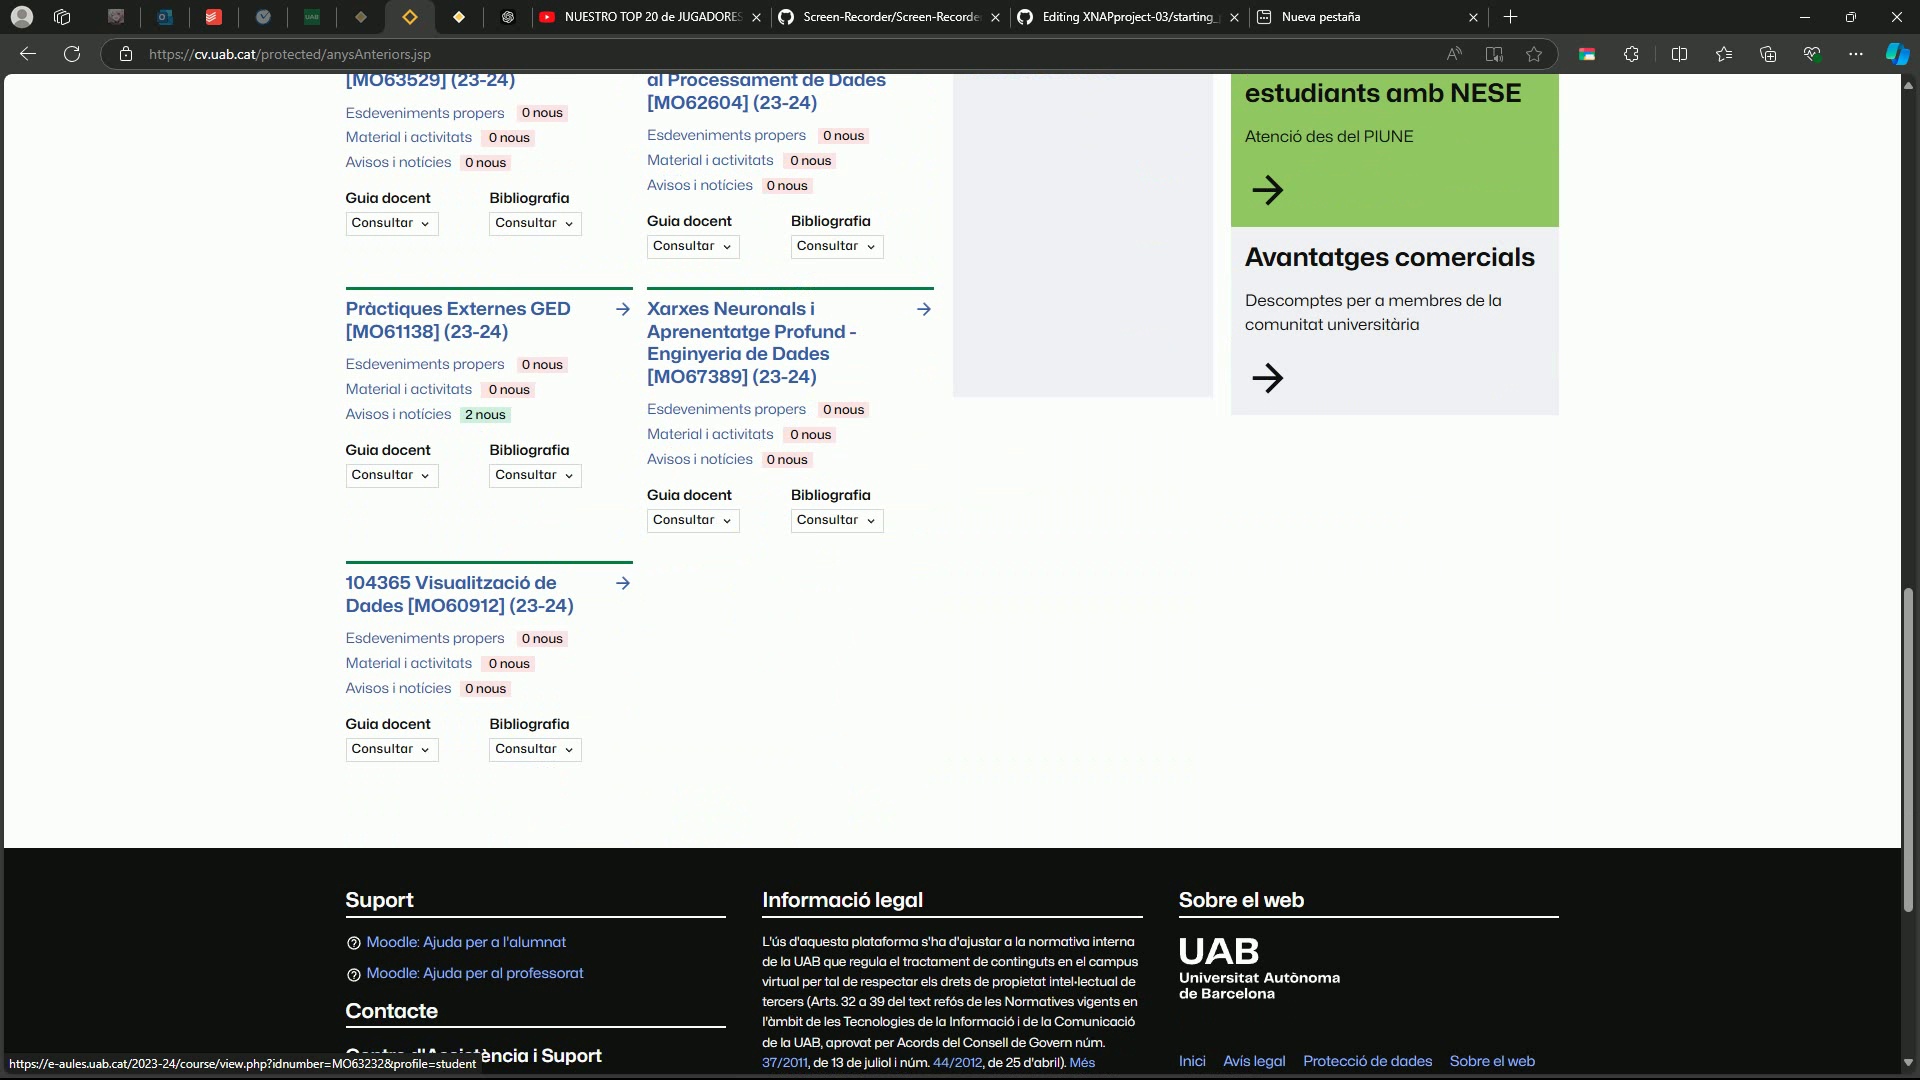 NUESTRO TOP 20 de JUGADORES
Screen-Recorder/Screen-Recorde
Editing XNAPproject-03/starting_
Nueva pestaña
https://cv.uab.cat/protected/anysAnteriors.jsp
[MO63529] (23-24)
Esdeveniments propers 0 nous
Material i activitats 0 nous
Avisos i notícies 0 nous
Guia docent Bibliografia
Consultar Consultar
al Processament de Dades
[MO62604] (23-24)
Esdeveniments propers 0 nous
Material i activitats 0 nous
Avisos i notícies 0 nous
Guia docent Bibliografia
Consultar Consultar
Pràctiques Externes GED
[MO61138] (23-24)
Esdeveniments propers 0 nous
Material i activitats 0 nous
Avisos i notícies 2 nous
Guia docent Bibliografia
Consultar Consultar
Xarxes Neuronals i
Aprenentatge Profund -
Enginyeria de Dades
[MO67389] (23-24)
Esdeveniments propers 0 nous
Material i activitats 0 nous
Avisos i notícies 0 nous
Guia docent Bibliografia
Consultar Consultar
104365 Visualització de
Dades [MO60912] (23-24)
Esdeveniments propers 0 nous
Material i activitats 0 nous
Avisos i notícies 0 nous
Guia docent Bibliografia
Consultar Consultar
estudiants amb NESE
Atenció des del PIUNE
Avantatges comercials
Descomptes per a membres de la
comunitat universitària
Suport
Moodle: Ajuda per a l'alumnat
Moodle: Ajuda per al professorat
Contacte
Centre d'Assistència i Suport
Informació legal
L'ús d'aquesta plataforma s'ha d'ajustar a la normativa interna
de la UAB que regula el tractament de continguts en el campus
virtual per tal de respectar els drets de propietat intel·lectual de
tercers (Arts. 32 a 39 del text refós de les Normatives vigents en
l'àmbit de les Tecnologies de la Informació i de la Comunicació
de la UAB, aprovat per Acords del Consell de Govern núm.
37/2011, de 13 de juliol i núm. 44/2012, de 25 d'abril). Més
Sobre el web
UAB
Universitat Autònoma
de Barcelona
Inici Avís legal Protecció de dades Sobre el web
https://e-aules.uab.cat/2023-24/course/view.php?idnumber=MO63232&profile=student